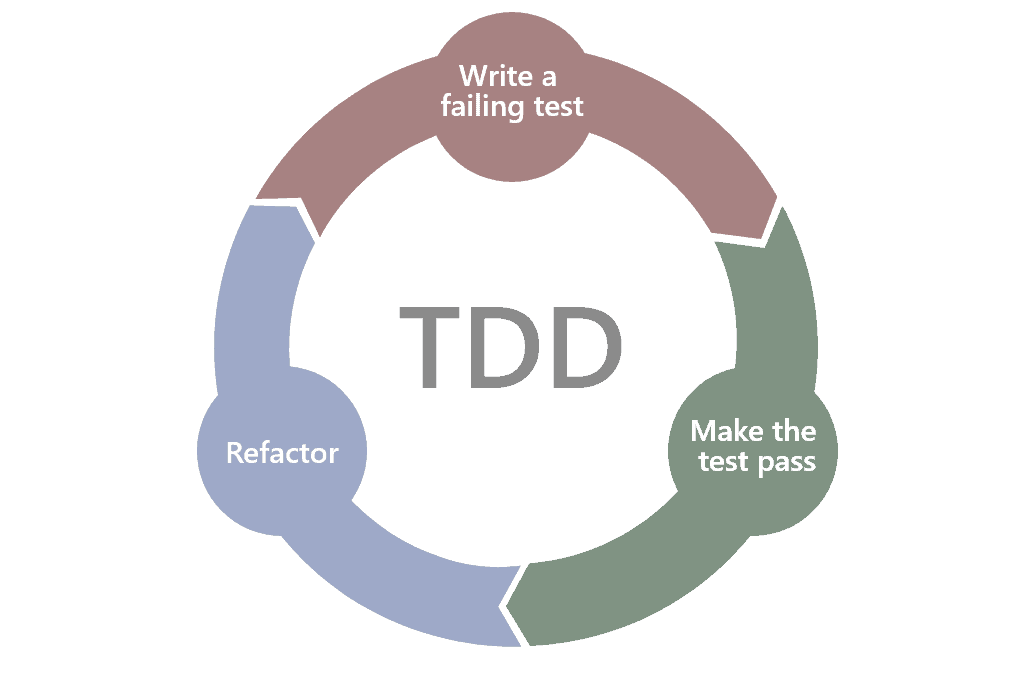 Write a
failing test
TDD
Make the
test pass
Refactor